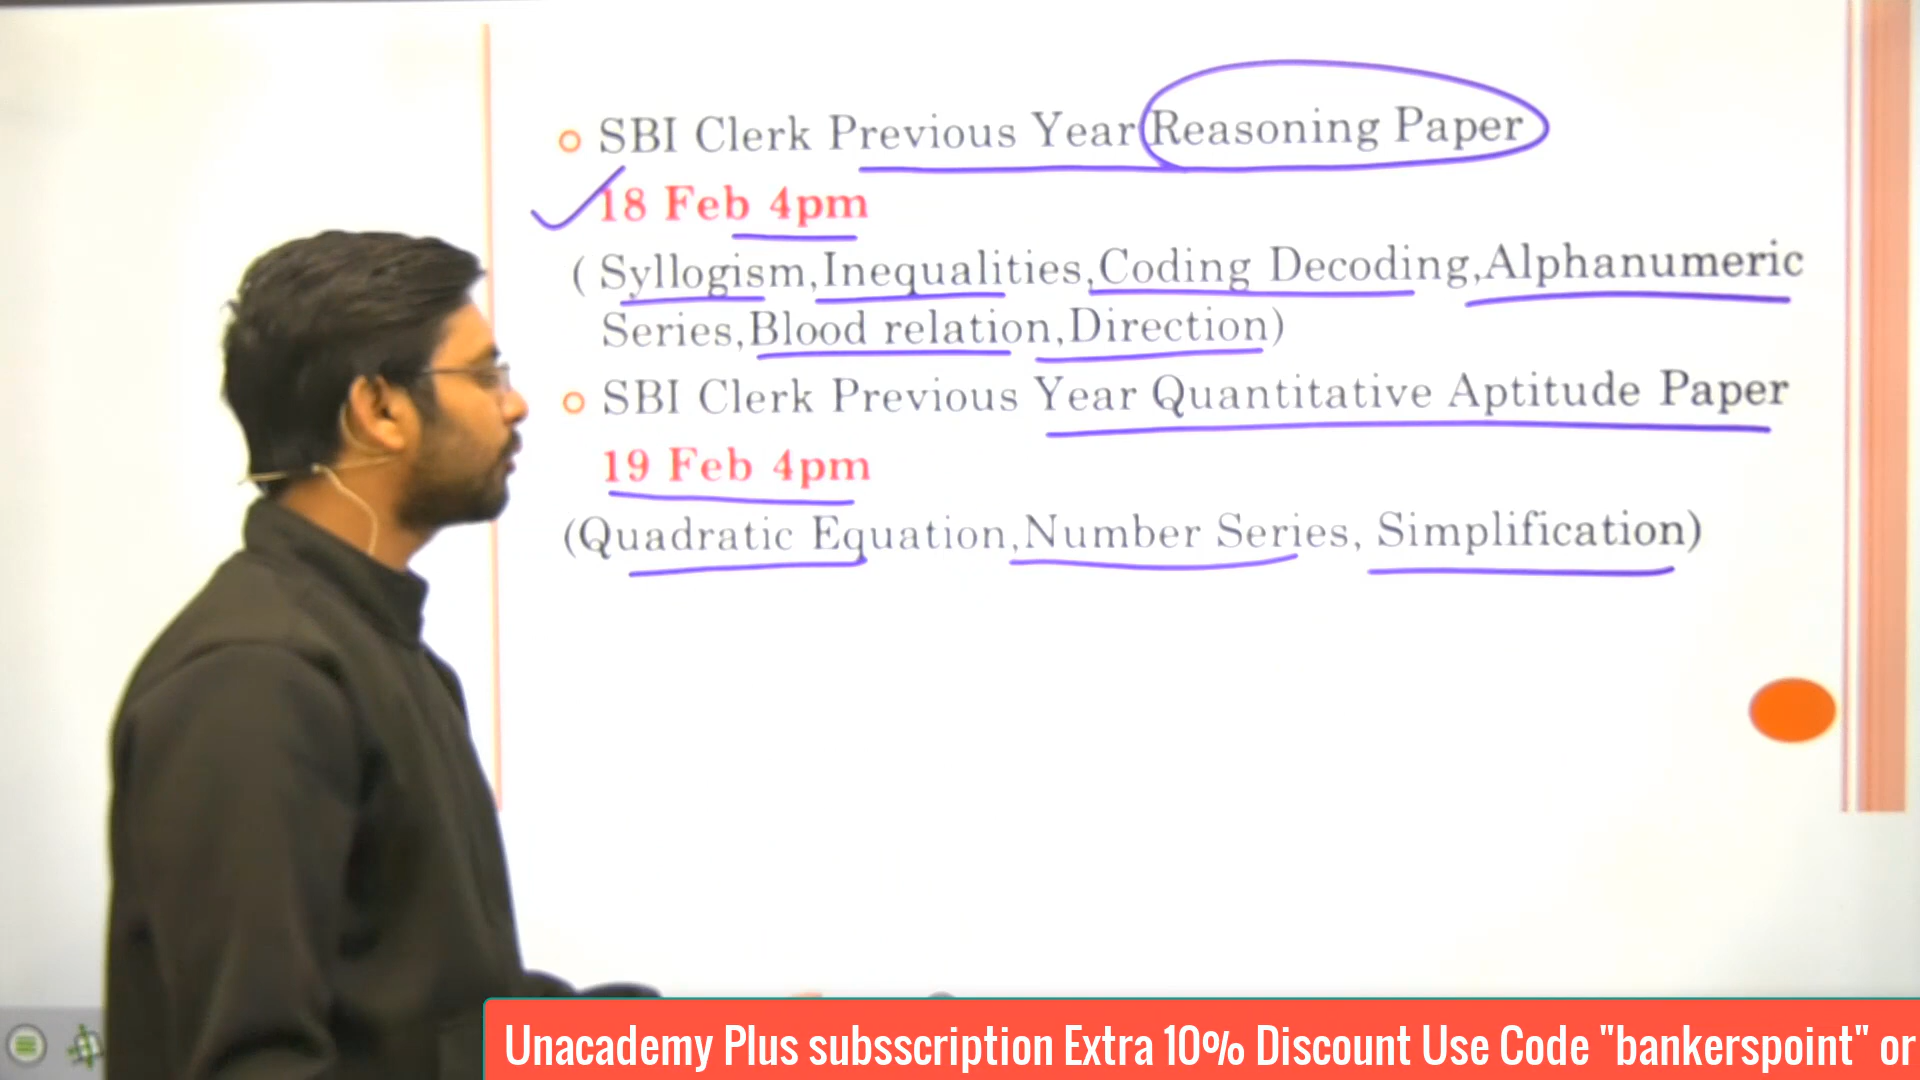 SBI Clerk Previous Year Reasoning Paper
18 Feb 4pm
( Syllogism,Inequalities,Coding Decoding,Alphanumeric
Series,Blood relation,Direction)
SBI Clerk Previous Year Quantitative Aptitude Paper
19 Feb 4pm
(Quadratic Equation,Number Series, Simplification)
Unacademy Plus subsscription Extra 10% Discount Use Code "bankerspoint" or